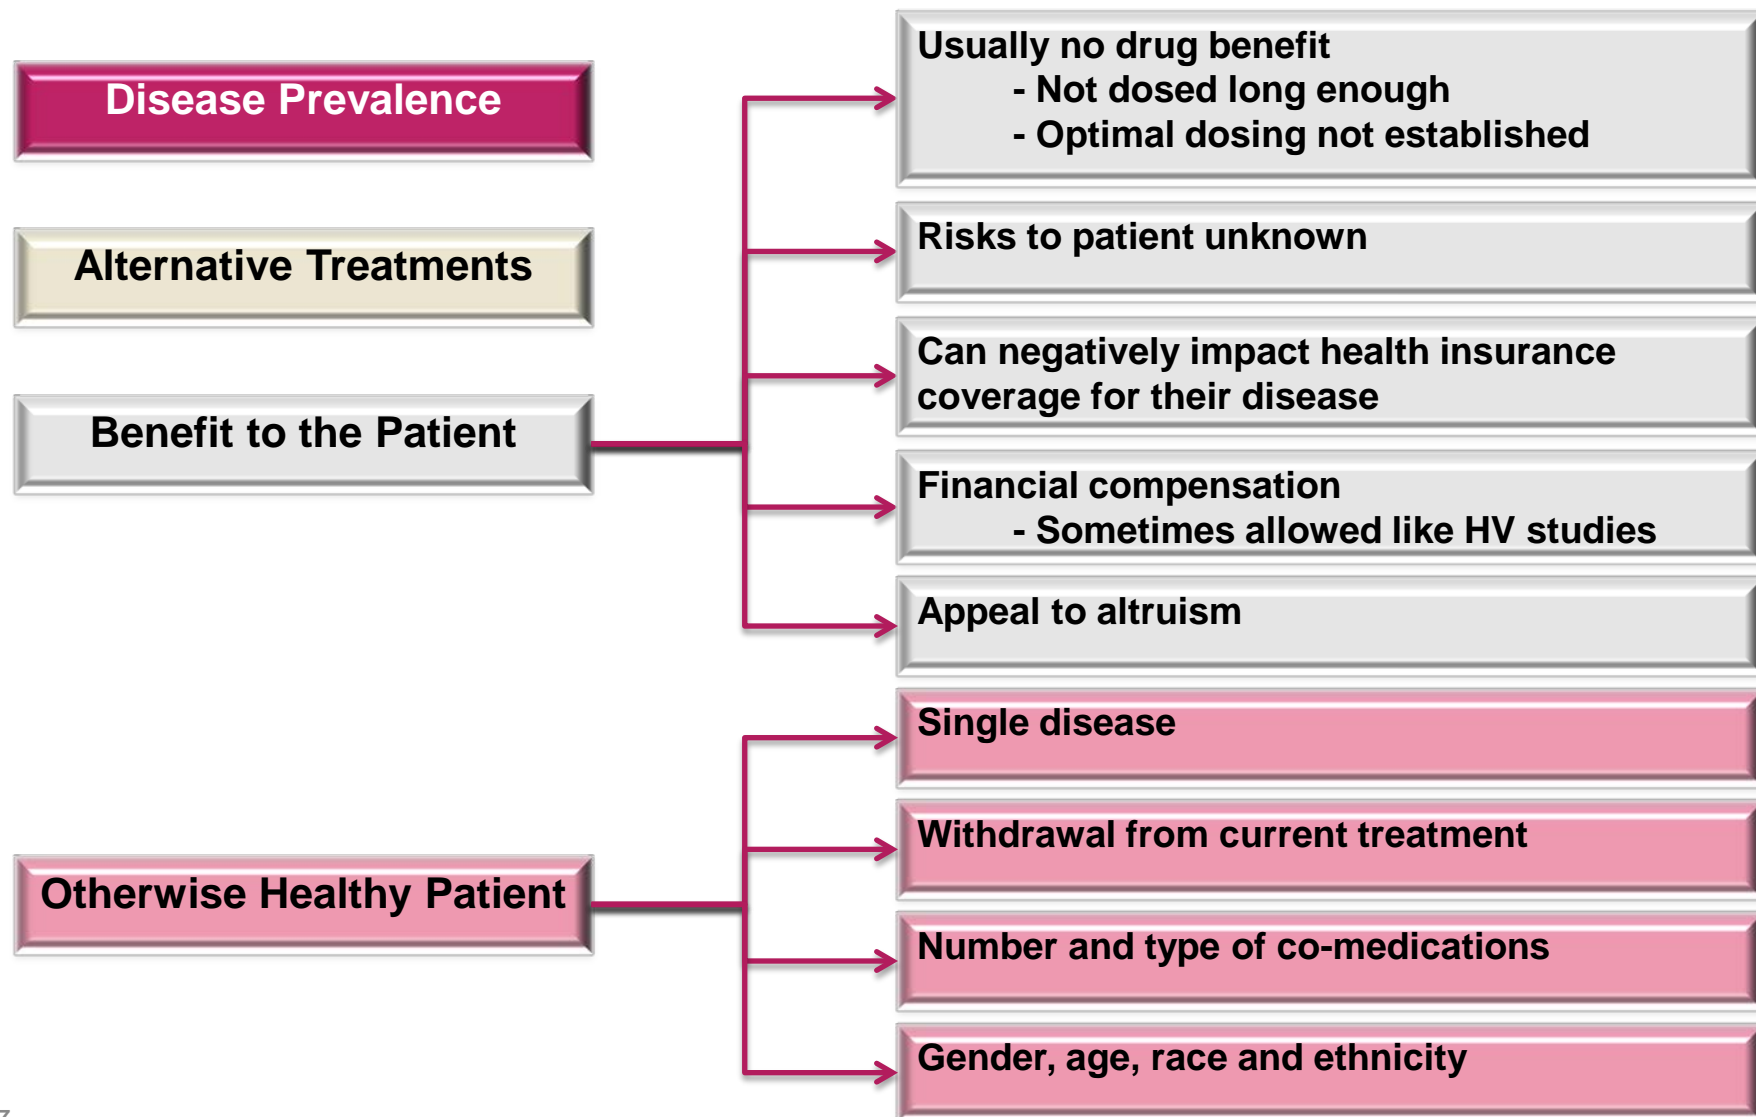 Disease Prevalence
Alternative Treatments
Benefit to the Patient
Usually no drug benefit
- Not dosed long enough
- Optimal dosing not established
Risks to patient unknown
Can negatively impact health insurance
coverage for their disease
Financial compensation
- Sometimes allowed like HV studies
Appeal to altruism
Otherwise Healthy Patient
Single disease
Withdrawal from current treatment
Number and type of co-medications
Gender, age, race and ethnicity